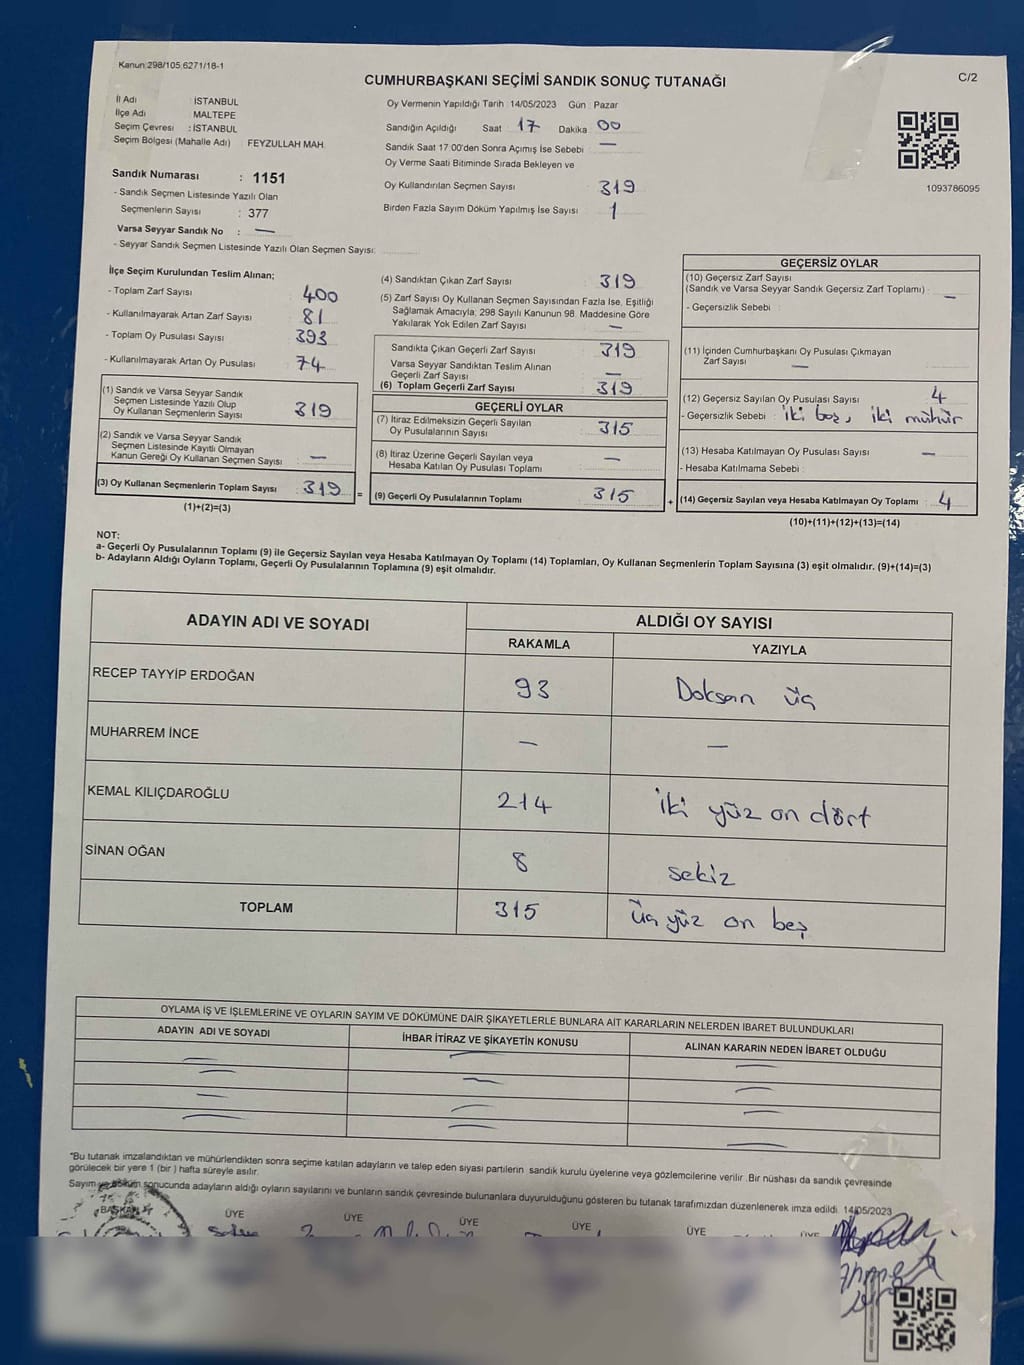 Kanun:298/105,6271/18-1
CUMHURBAŞKANI SEÇİMİ SANDIK SONUÇ TUTANAĞI
C/2
İl Adı : İSTANBUL
İlçe Adı : MALTEPE
Seçim Çevresi : İSTANBUL
Seçim Bölgesi (Mahalle Adı) FEYZULLAH MAH.
Oy Vermenin Yapıldığı Tarih : 14/05/2023 Gün : Pazar
Sandığın Açıldığı Saat 17 Dakika 00
Sandık Saat 17:00'den Sonra Açımış İse Sebebi —
Oy Verme Saati Bitiminde Sırada Bekleyen ve
Oy Kullandırılan Seçmen Sayısı 319
Birden Fazla Sayım Döküm Yapılmış İse Sayısı 1
1093786095
Sandık Numarası : 1151
- Sandık Seçmen Listesinde Yazılı Olan
Seçmenlerin Sayısı : 377
Varsa Seyyar Sandık No : —
- Seyyar Sandık Seçmen Listesinde Yazılı Olan Seçmen Sayısı:
İlçe Seçim Kurulundan Teslim Alınan;
- Toplam Zarf Sayısı : 400
- Kullanılmayarak Artan Zarf Sayısı : 81
- Toplam Oy Pusulası Sayısı : 393
- Kullanılmayarak Artan Oy Pusulası : 74
(1) Sandık ve Varsa Seyyar Sandık
Seçmen Listesinde Yazılı Olup
Oy Kullanan Seçmenlerin Sayısı : 319
(2) Sandık ve Varsa Seyyar Sandık
Seçmen Listesinde Kayıtlı Olmayan
Kanun Gereği Oy Kullanan Seçmen Sayısı : —
(3) Oy Kullanan Seçmenlerin Toplam Sayısı : 319
(1)+(2)=(3)
(4) Sandıktan Çıkan Zarf Sayısı : 319
(5) Zarf Sayısı Oy Kullanan Seçmen Sayısından Fazla İse, Eşitliği
Sağlamak Amacıyla; 298 Sayılı Kanunun 98. Maddesine Göre
Yakılarak Yok Edilen Zarf Sayısı : —
Sandıkta Çıkan Geçerli Zarf Sayısı : 319
Varsa Seyyar Sandıktan Teslim Alınan
Geçerli Zarf Sayısı : —
(6) Toplam Geçerli Zarf Sayısı : 319
GEÇERLİ OYLAR
(7) İtiraz Edilmeksizin Geçerli Sayılan
Oy Pusulalarının Sayısı : 315
(8) İtiraz Üzerine Geçerli Sayılan veya
Hesaba Katılan Oy Pusulası Toplamı : —
= (9) Geçerli Oy Pusulalarının Toplamı : 315
GEÇERSİZ OYLAR
(10) Geçersiz Zarf Sayısı
(Sandık ve Varsa Seyyar Sandık Geçersiz Zarf Toplamı) : —
- Geçersizlik Sebebi :
(11) İçinden Cumhurbaşkanı Oy Pusulası Çıkmayan
Zarf Sayısı : —
(12) Geçersiz Sayılan Oy Pusulası Sayısı : 4
- Geçersizlik Sebebi : iki boş, iki mühür
(13) Hesaba Katılmayan Oy Pusulası Sayısı : —
- Hesaba Katılmama Sebebi :
+ (14) Geçersiz Sayılan veya Hesaba Katılmayan Oy Toplamı : 4
(10)+(11)+(12)+(13)=(14)
NOT:
a- Geçerli Oy Pusulalarının Toplamı (9) ile Geçersiz Sayılan veya Hesaba Katılmayan Oy Toplamı (14) Toplamları, Oy Kullanan Seçmenlerin Toplam Sayısına (3) eşit olmalıdır. (9)+(14)=(3)
b- Adayların Aldığı Oyların Toplamı, Geçerli Oy Pusulalarının Toplamına (9) eşit olmalıdır.
ADAYIN ADI VE SOYADI
ALDIĞI OY SAYISI
RAKAMLA YAZIYLA
RECEP TAYYİP ERDOĞAN 93 Doksan üç
MUHARREM İNCE — —
KEMAL KILIÇDAROĞLU 214 iki yüz on dört
SİNAN OĞAN 8 sekiz
TOPLAM 315 üç yüz on beş
OYLAMA İŞ VE İŞLEMLERİNE VE OYLARIN SAYIM VE DÖKÜMÜNE DAİR ŞİKAYETLERLE BUNLARA AİT KARARLARIN NELERDEN İBARET BULUNDUKLARI
ADAYIN ADI VE SOYADI İHBAR İTİRAZ VE ŞİKAYETİN KONUSU ALINAN KARARIN NEDEN İBARET OLDUĞU
*Bu tutanak imzalandıktan ve mühürlendikten sonra seçime katılan adayların ve talep eden siyasi partilerin sandık kurulu üyelerine veya gözlemcilerine verilir .Bir nüshası da sandık çevresinde
görülecek bir yere 1 (bir ) hafta süreyle asılır.
Sayım ve döküm sonucunda adayların aldığı oyların sayılarını ve bunların sandık çevresinde bulunanlara duyurulduğunu gösteren bu tutanak tarafımızdan düzenlenerek imza edildi. 14/05/2023
BAŞKAN ÜYE ÜYE ÜYE ÜYE ÜYE ÜYE